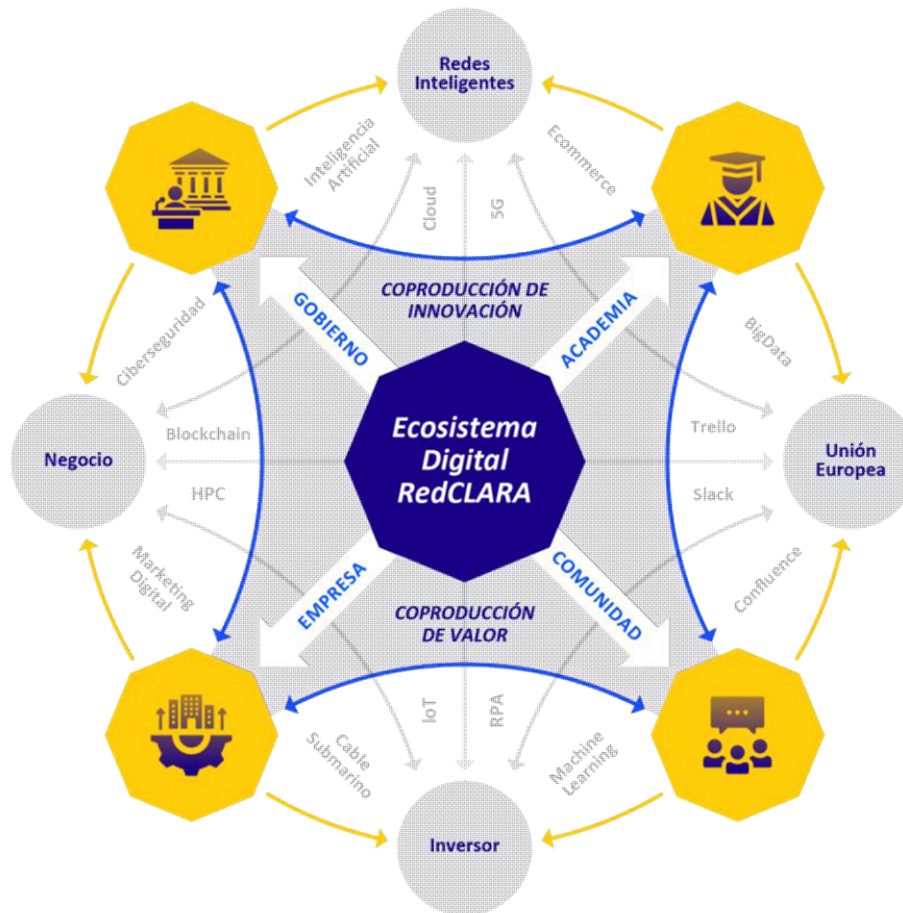 Redes
Inteligentes
Inteligencia
Artificial
Cloud
5G
Ecommerce
COPRODUCCIÓN DE
INNOVACIÓN
GOBIERNO
ACADEMIA
Ciberseguridad
BigData
Negocio
Blockchain
HPC
Ecosistema
Digital
RedCLARA
Trello
Slack
Unión
Europea
Marketing
Digital
EMPRESA
COMUNIDAD
Confluence
COPRODUCCIÓN
DE VALOR
Cable
Submarino
IoT
RPA
Machine
Learning
Inversor